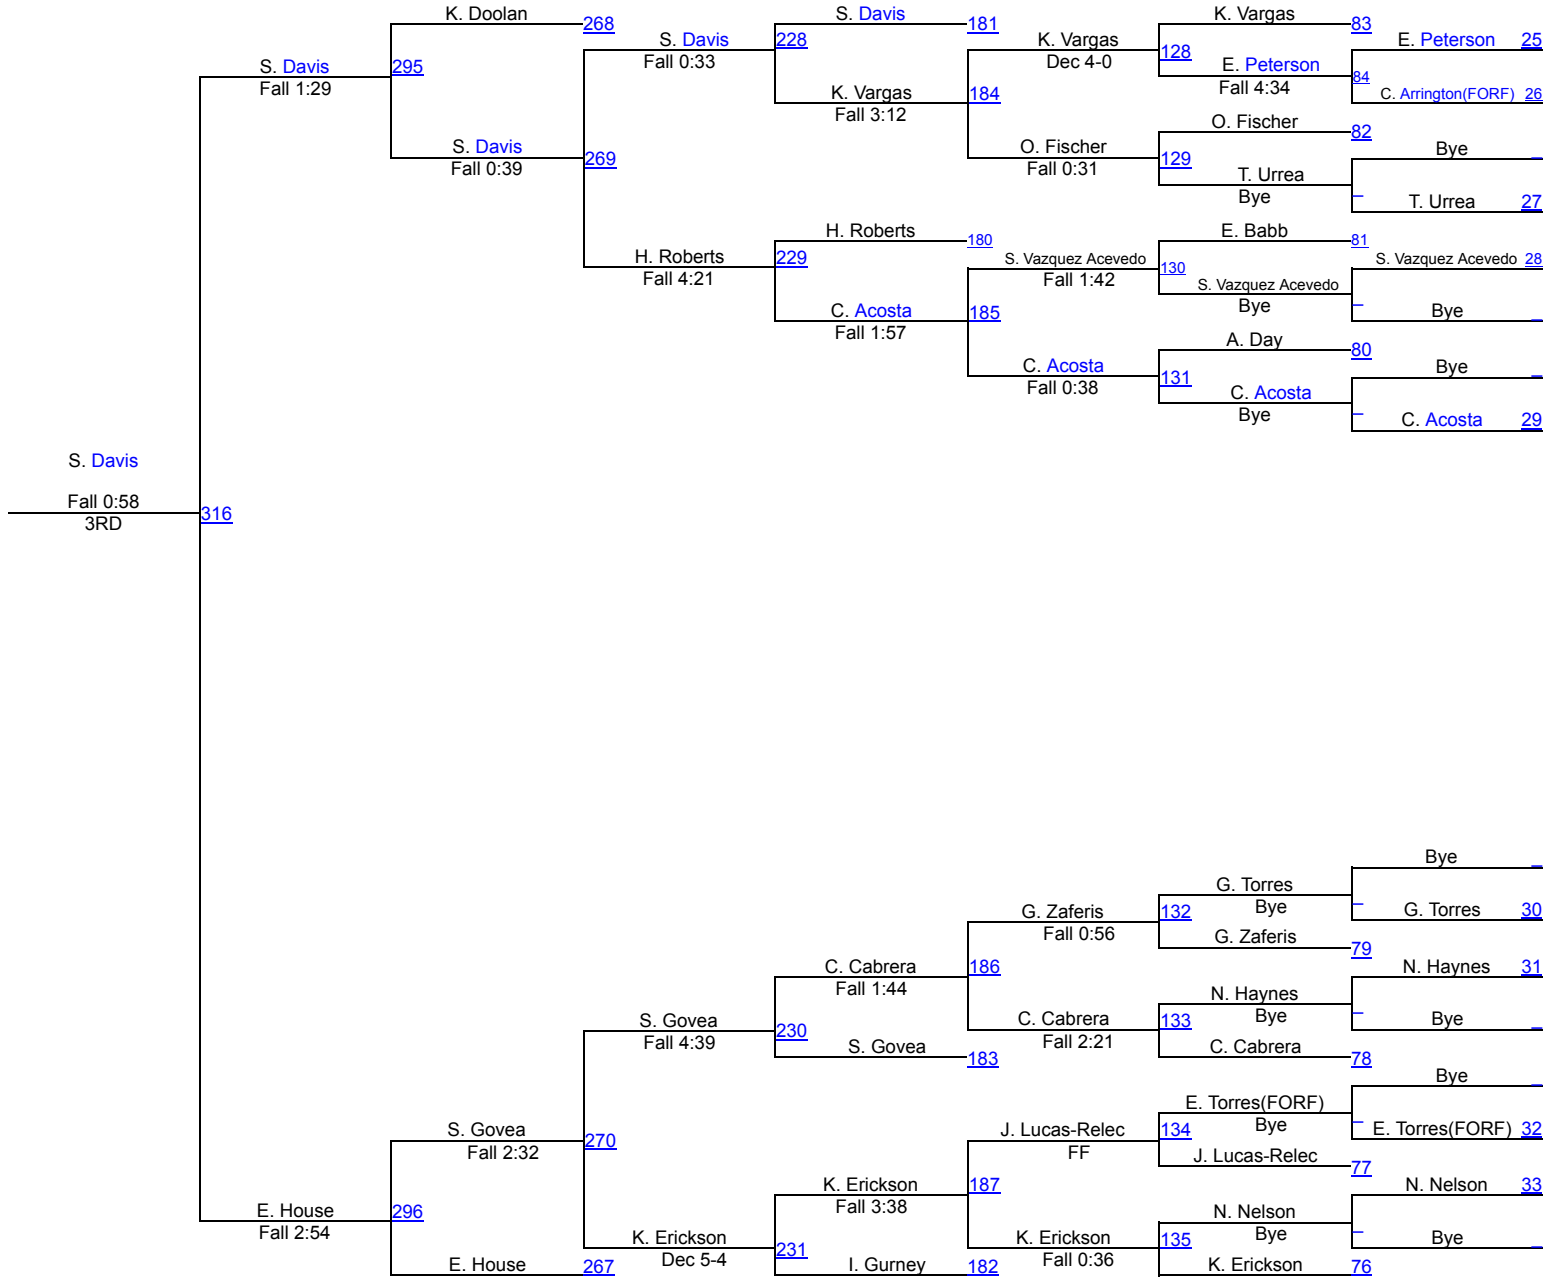 K. Doolan 268 S. Davis 181 K. Vargas 83
S. Davis 228 K. Vargas E. Peterson 25
Fall 0:33 Dec 4-0 128
S. Davis 295 E. Peterson 84
Fall 1:29 K. Vargas 184 Fall 4:34 C. Arrington(FORF) 26
Fall 3:12
O. Fischer 82
S. Davis 269 O. Fischer 129 Bye _
Fall 0:39 Fall 0:31 T. Urrea _
Bye T. Urrea 27
H. Roberts 180 E. Babb 81
H. Roberts 229 S. Vazquez Acevedo 130 S. Vazquez Acevedo 28
Fall 4:21 Fall 1:42 S. Vazquez Acevedo _
C. Acosta 185 Bye Bye _
Fall 1:57
A. Day 80
C. Acosta 131 Bye _
Fall 0:38 C. Acosta _
Bye C. Acosta 29
S. Davis
Fall 0:58 316
3RD
Bye _
G. Torres _
G. Zaferis 132 Bye G. Torres 30
Fall 0:56 G. Zaferis 79
C. Cabrera 186 N. Haynes 31
Fall 1:44 N. Haynes _
S. Govea 230 C. Cabrera 133 Bye Bye _
Fall 4:39 Fall 2:21
S. Govea 183 C. Cabrera 78
Bye _
E. Torres(FORF) _
S. Govea 270 J. Lucas-Relec 134 Bye E. Torres(FORF) 32
Fall 2:32 FF J. Lucas-Relec 77
K. Erickson 187 N. Nelson 33
Fall 3:38
E. House 296 N. Nelson _
Fall 2:54 K. Erickson 231 K. Erickson 135 Bye Bye _
Dec 5-4 Fall 0:36
E. House 267 I. Gurney 182 K. Erickson 76